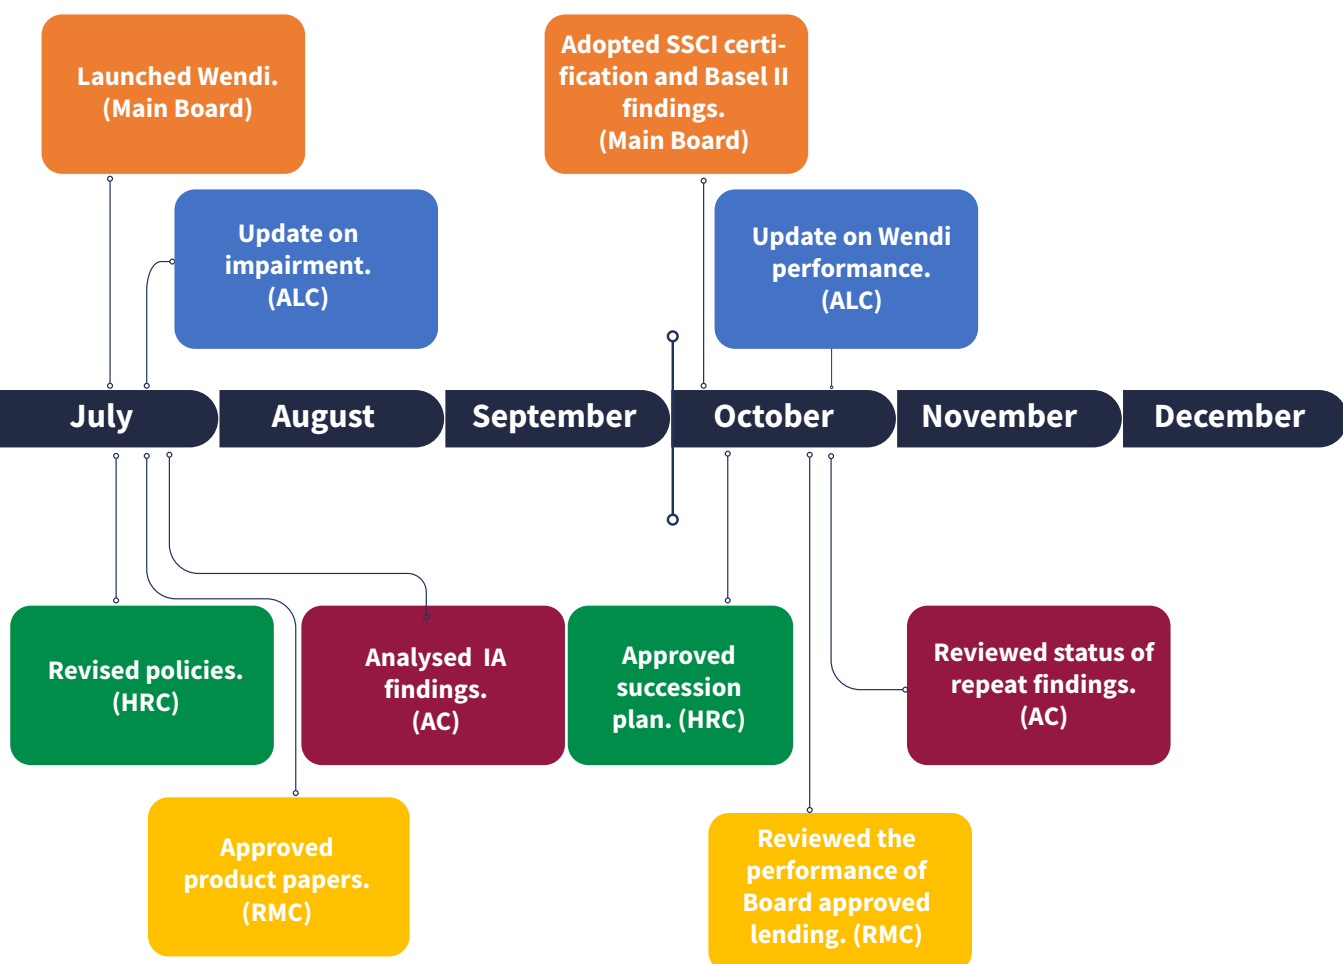 Launched Wendi.
(Main Board)
Adopted SSCI certi-
fication and Basel II
findings.
(Main Board)
Update on
impairment.
(ALC)
Update on Wendi
performance.
(ALC)
July
August
September
October
November
December
Revised policies.
(HRC)
Analysed IA
findings.
(AC)
Approved
succession
plan. (HRC)
Reviewed status of
repeat findings.
(AC)
Approved
product papers.
(RMC)
Reviewed the
performance of
Board approved
lending. (RMC)